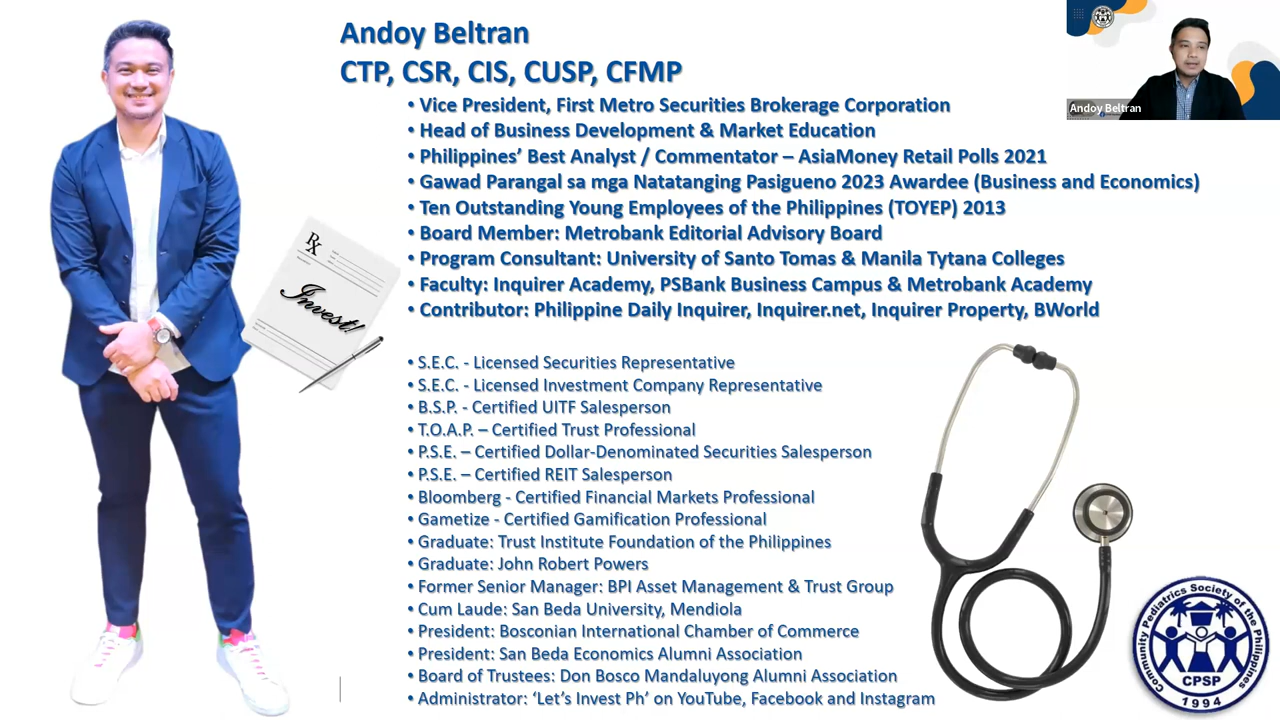 Andoy Beltran
CTP, CSR, CIS, CUSP, CFMP
• Vice President, First Metro Securities Brokerage Corporation
• Head of Business Development & Market Education
• Philippines’ Best Analyst / Commentator – AsiaMoney Retail Polls 2021
• Gawad Parangal sa mga Natatanging Pasigueno 2023 Awardee (Business and Economics)
• Ten Outstanding Young Employees of the Philippines (TOYEP) 2013
• Board Member: Metrobank Editorial Advisory Board
• Program Consultant: University of Santo Tomas & Manila Tytana Colleges
• Faculty: Inquirer Academy, PSBank Business Campus & Metrobank Academy
• Contributor: Philippine Daily Inquirer, Inquirer.net, Inquirer Property, BWorld
• S.E.C. - Licensed Securities Representative
• S.E.C. - Licensed Investment Company Representative
• B.S.P. - Certified UITF Salesperson
• T.O.A.P. – Certified Trust Professional
• P.S.E. – Certified Dollar-Denominated Securities Salesperson
• P.S.E. – Certified REIT Salesperson
• Bloomberg - Certified Financial Markets Professional
• Gametize - Certified Gamification Professional
• Graduate: Trust Institute Foundation of the Philippines
• Graduate: John Robert Powers
• Former Senior Manager: BPI Asset Management & Trust Group
• Cum Laude: San Beda University, Mendiola
• President: Bosconian International Chamber of Commerce
• President: San Beda Economics Alumni Association
• Board of Trustees: Don Bosco Mandaluyong Alumni Association
• Administrator: ‘Let’s Invest Ph’ on YouTube, Facebook and Instagram
Rx
Invest!
Andoy Beltran
Community Pediatrics Society of the Philippines
CPSP
1994